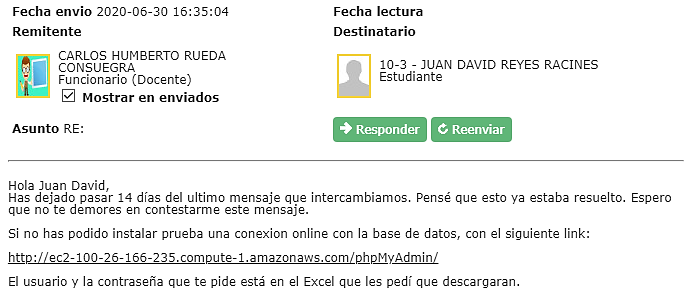 Fecha envio 2020-06-30 16:35:04
Fecha lectura
Remitente
Destinatario
CARLOS HUMBERTO RUEDA
CONSUEGRA
Funcionario (Docente)
Mostrar en enviados
10-3 - JUAN DAVID REYES RACINES
Estudiante
Asunto RE:
Responder
Reenviar
Hola Juan David,
Has dejado pasar 14 días del ultimo mensaje que intercambiamos. Pensé que esto ya estaba resuelto. Espero
que no te demores en contestarme este mensaje.
Si no has podido instalar prueba una conexion online con la base de datos, con el siguiente link:
http://ec2-100-26-166-235.compute-1.amazonaws.com/phpMyAdmin/
El usuario y la contraseña que te pide está en el Excel que les pedí que descargaran.